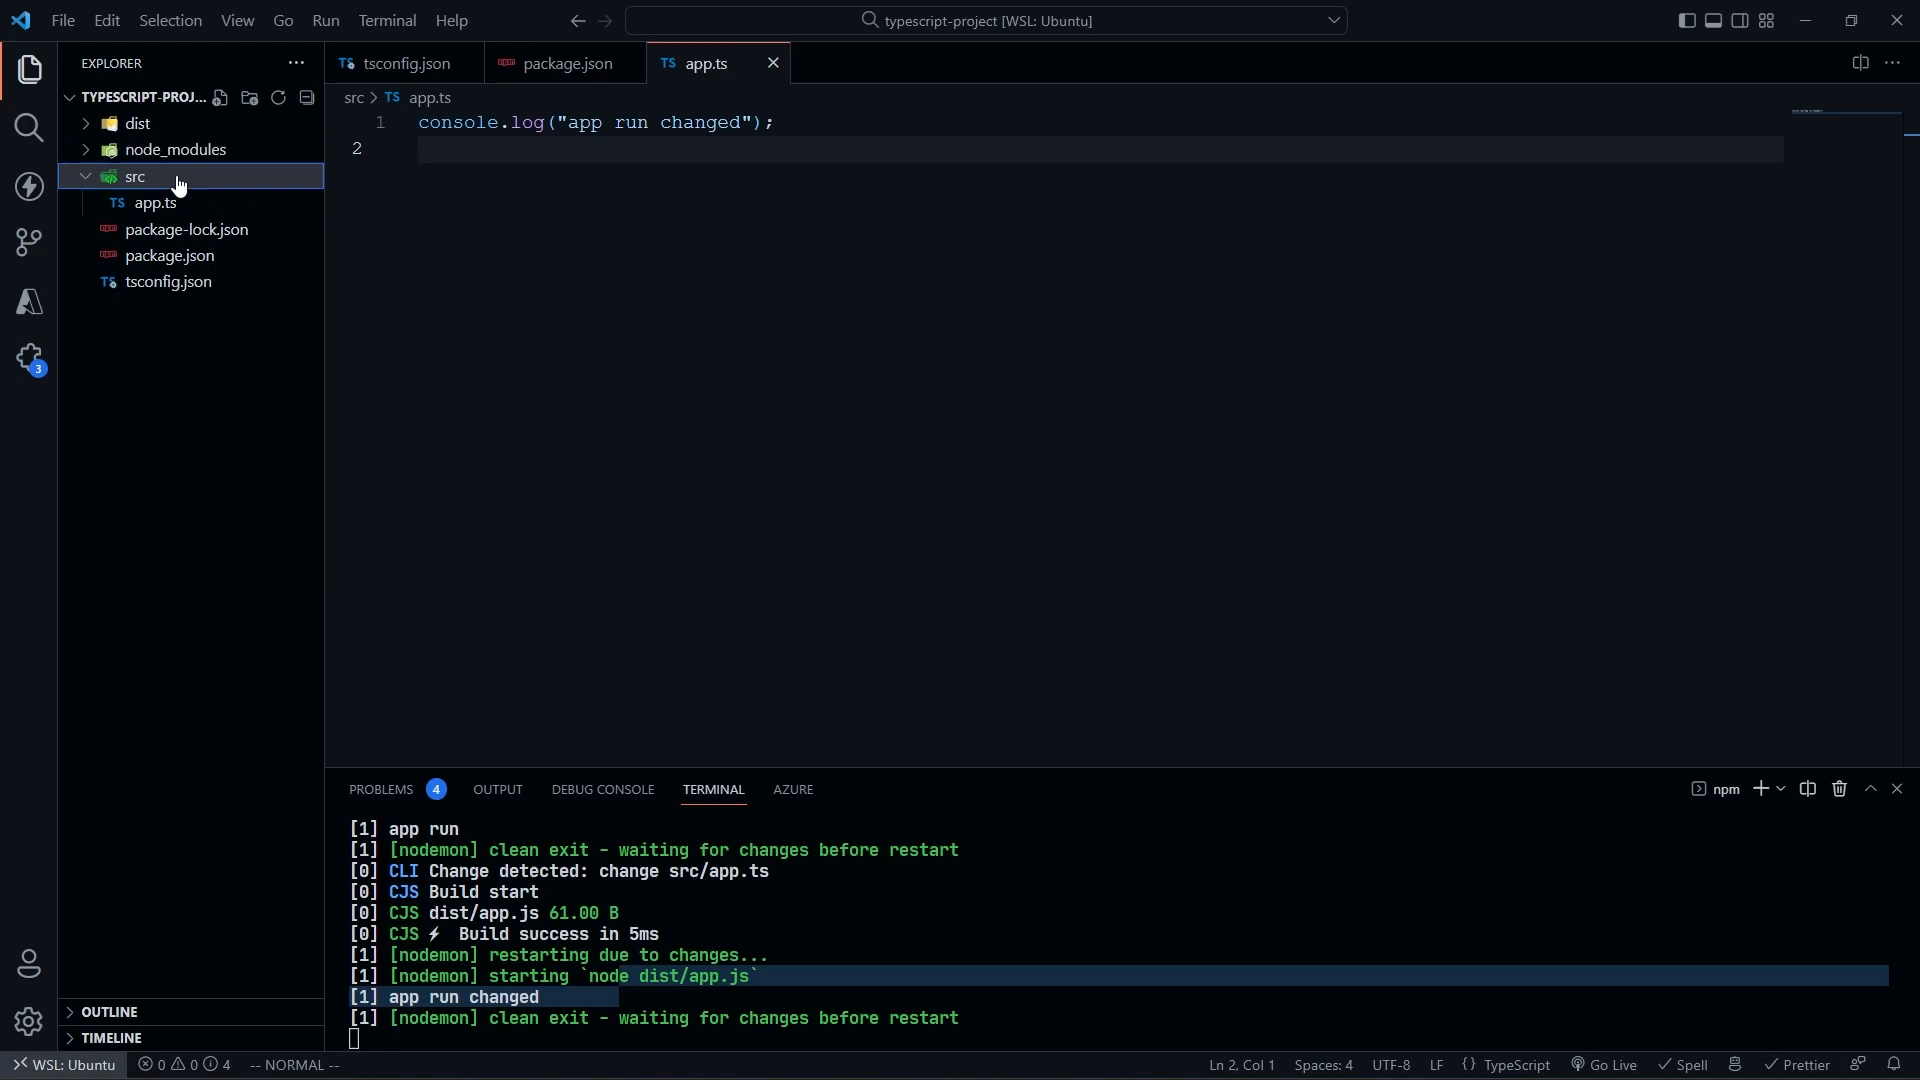 File Edit Selection View Go Run Terminal Help
typescript-project [WSL: Ubuntu]
EXPLORER
TYPESCRIPT-PROJ...
dist
node_modules
src
TS app.ts
package-lock.json
package.json
TS tsconfig.json
3
TS tsconfig.json
package.json
TS app.ts
src > TS app.ts
1 console.log("app run changed");
2
PROBLEMS 4 OUTPUT DEBUG CONSOLE TERMINAL AZURE
npm
[1] app run
[1] [nodemon] clean exit - waiting for changes before restart
[0] CLI Change detected: change src/app.ts
[0] CJS Build start
[0] CJS dist/app.js 61.00 B
[0] CJS ⚡ Build success in 5ms
[1] [nodemon] restarting due to changes...
[1] [nodemon] starting `node dist/app.js`
[1] app run changed
[1] [nodemon] clean exit - waiting for changes before restart
OUTLINE
TIMELINE
WSL: Ubuntu 0 0 4 -- NORMAL -- Ln 2, Col 1 Spaces: 4 UTF-8 LF {} TypeScript Go Live Spell Prettier